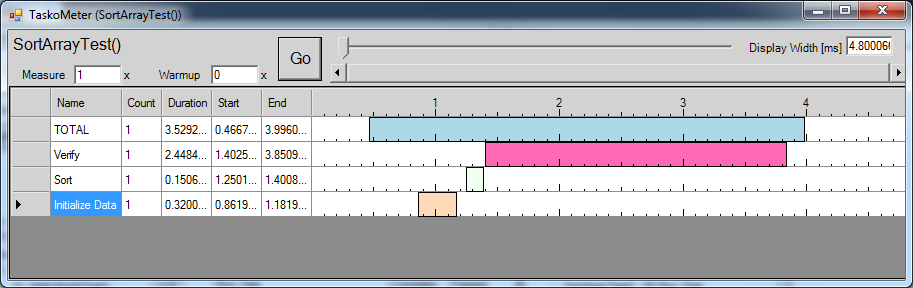 TaskoMeter (SortArrayTest())
SortArrayTest()
Go
Display Width [ms] 4.80006
Measure 1 x Warmup 0 x
Name Count Duration Start End 1 2 3 4
TOTAL 1 3.5292... 0.4667... 3.9960...
Verify 1 2.4484... 1.4025... 3.8509...
Sort 1 0.1506... 1.2501... 1.4008...
Initialize Data 1 0.3200... 0.8619... 1.1819...